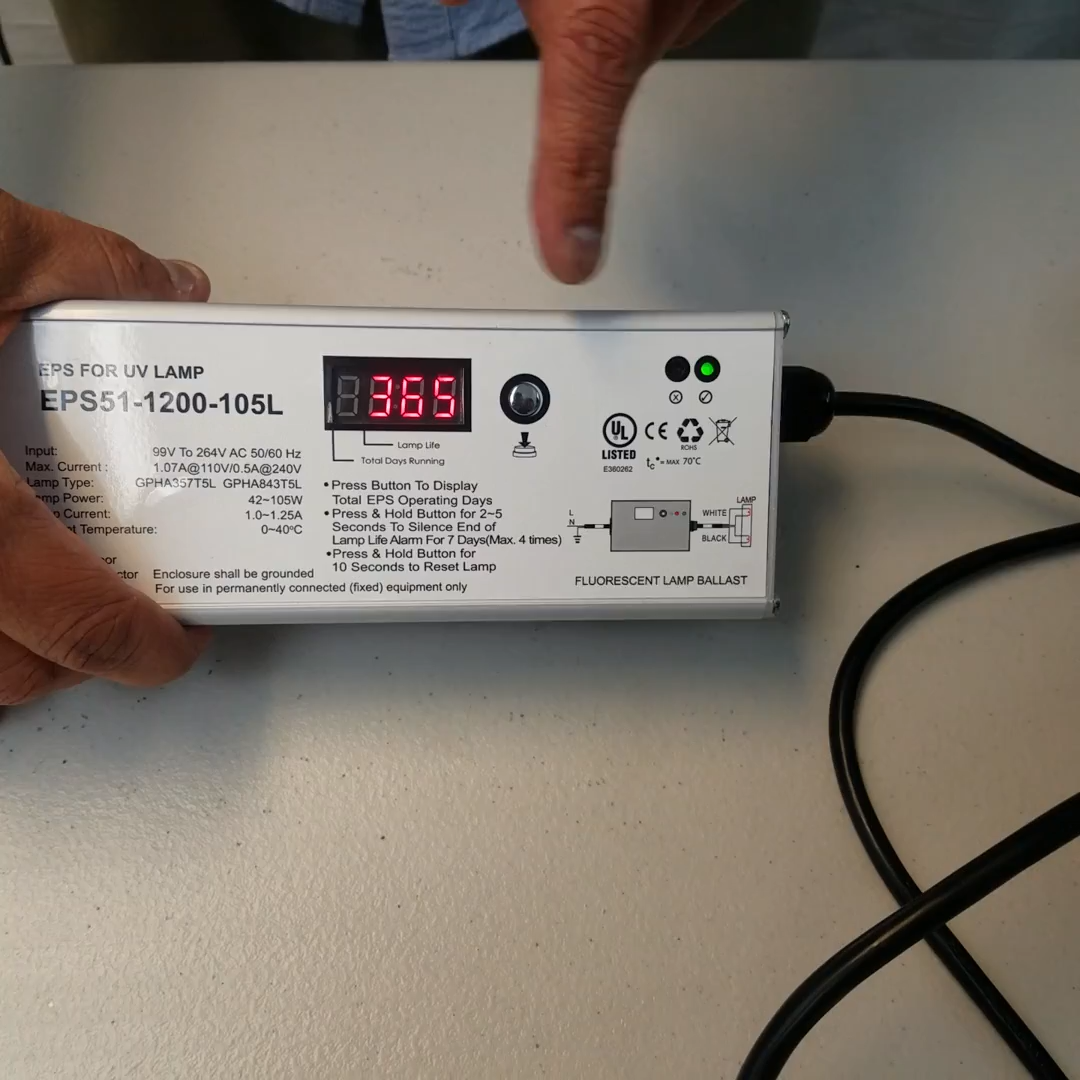 EPS FOR UV LAMP
EPS51-1200-105L
Input: 99V To 264V AC 50/60 Hz
Max. Current : 1.07A@110V/0.5A@240V
Lamp Type: GPHA357T5L GPHA843T5L
Power: 42~105W
Current: 1.0~1.25A
Temperature: 0~40°C
Enclosure shall be grounded
For use in permanently connected (fixed) equipment only
365
Lamp Life
Total Days Running
•Press Button To Display
Total EPS Operating Days
•Press & Hold Button for 2~5
Seconds To Silence End of
Lamp Life Alarm For 7 Days(Max. 4 times)
•Press & Hold Button for
10 Seconds to Reset Lamp
UL
LISTED
E360262
CE
ROHS
tc•= MAX 70°C
L
N
LAMP
WHITE
BLACK
FLUORESCENT LAMP BALLAST